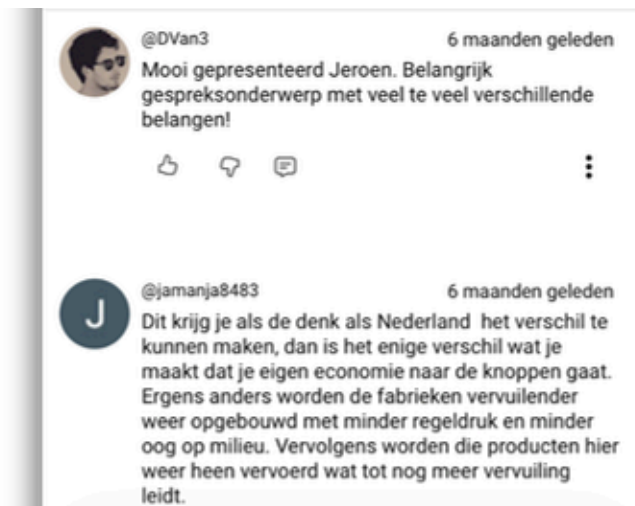 @DVan3 6 maanden geleden
Mooi gepresenteerd Jeroen. Belangrijk
gespreksonderwerp met veel te veel verschillende
belangen!
J
@jamanja8483 6 maanden geleden
Dit krijg je als de denk als Nederland het verschil te
kunnen maken, dan is het enige verschil wat je
maakt dat je eigen economie naar de knoppen gaat.
Ergens anders worden de fabrieken vervuilender
weer opgebouwd met minder regeldruk en minder
oog op milieu. Vervolgens worden die producten hier
weer heen vervoerd wat tot nog meer vervuiling
leidt.